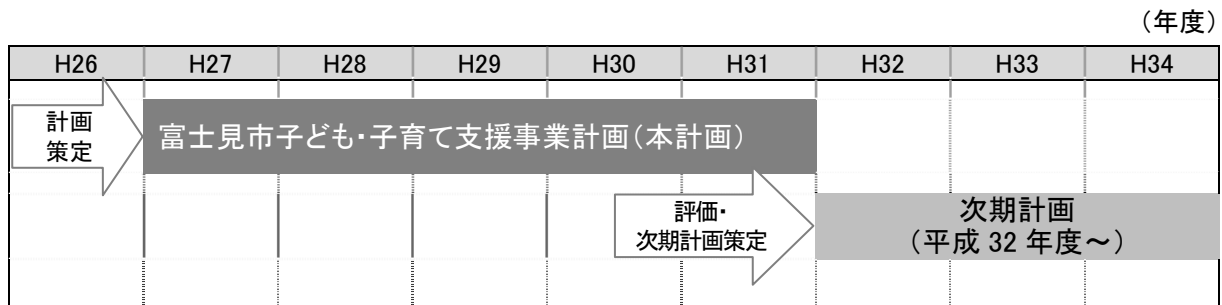 （年度）
H26 H27 H28 H29 H30 H31 H32 H33 H34
計画
策定
富士見市子ども・子育て支援事業計画（本計画）
評価・
次期計画策定
次期計画
（平成 32 年度～）